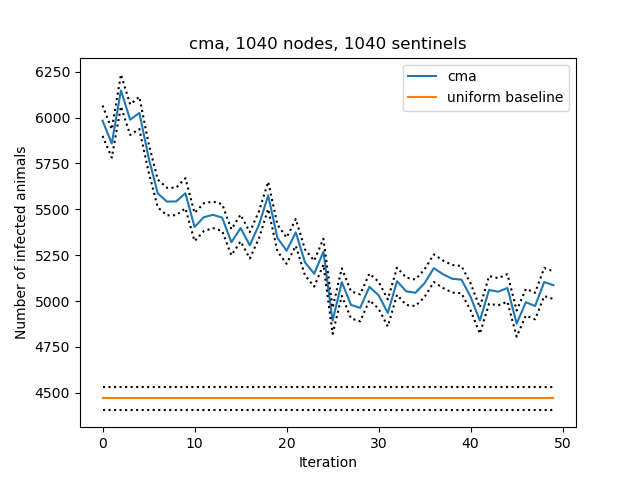 cma, 1040 nodes, 1040 sentinels
cma
uniform baseline
Number of infected animals
6250
6000
5750
5500
5250
5000
4750
4500
0 10 20 30 40 50
Iteration